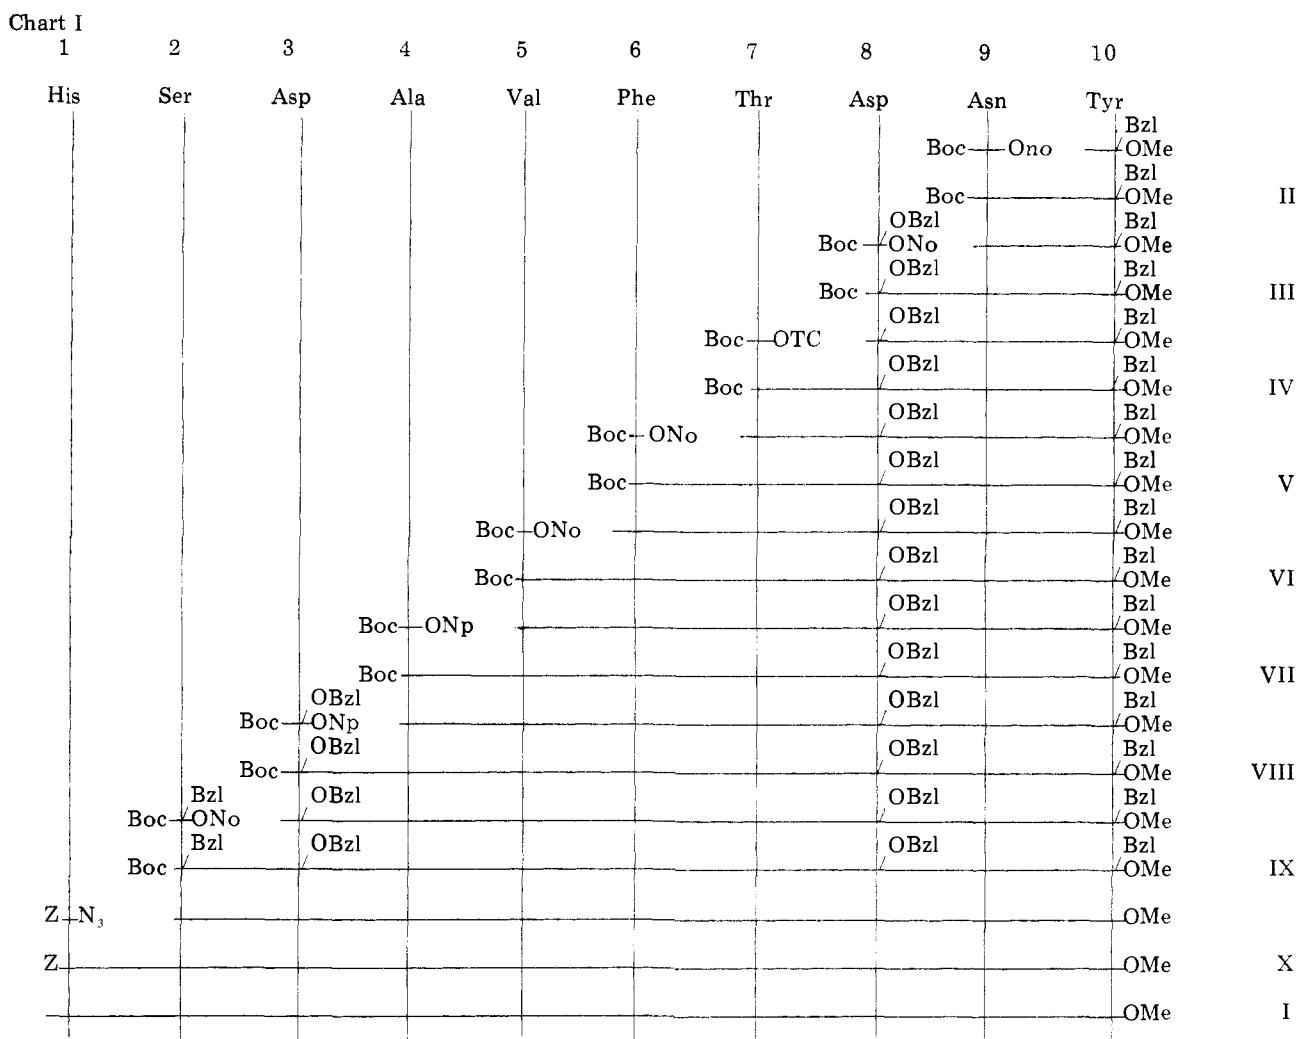 Chart I
1 2 3 4 5 6 7 8 9 10
His Ser Asp Ala Val Phe Thr Asp Asn Tyr
Bzl
Boc Ono OMe
Bzl
Boc OMe II
OBzl Bzl
Boc ONo OMe
OBzl Bzl
Boc OMe III
OBzl Bzl
Boc OTC OMe
OBzl Bzl
Boc OMe IV
OBzl Bzl
Boc ONo OMe
OBzl Bzl
Boc OMe V
OBzl Bzl
Boc ONo OMe
OBzl Bzl
Boc OMe VI
OBzl Bzl
Boc ONp OMe
OBzl Bzl
Boc OMe VII
OBzl OBzl Bzl
Boc ONp OMe
OBzl OBzl Bzl
Boc OMe VIII
Bzl OBzl OBzl Bzl
Boc ONo OMe
Bzl OBzl OBzl Bzl
Boc OMe IX
Z N₃ OMe
Z OMe X
OMe I